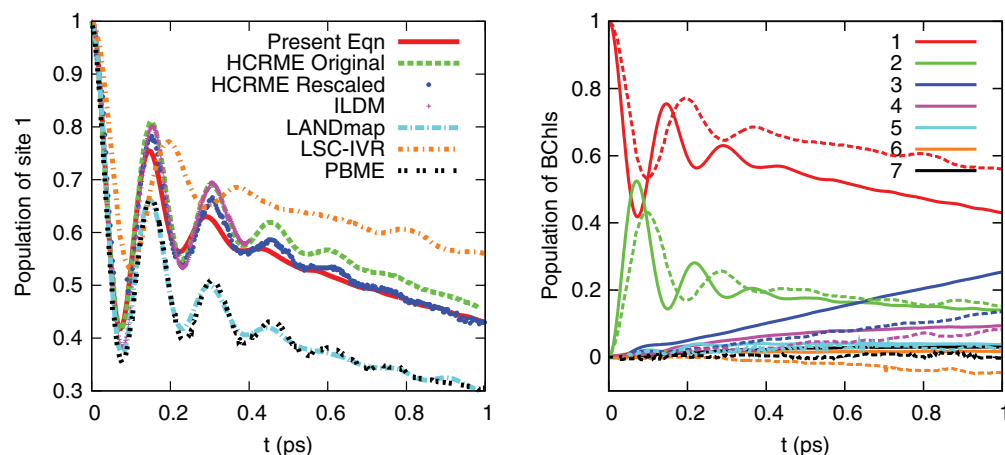 Population of site 1
1
0.9
0.8
0.7
0.6
0.5
0.4
0.3
0 0.2 0.4 0.6 0.8 1
t (ps)
Present Eqn
HCRME Original
HCRME Rescaled
ILDM
LANDmap
LSC-IVR
PBME
Population of BChls
1
0.8
0.6
0.4
0.2
0
0 0.2 0.4 0.6 0.8 1
t (ps)
1
2
3
4
5
6
7